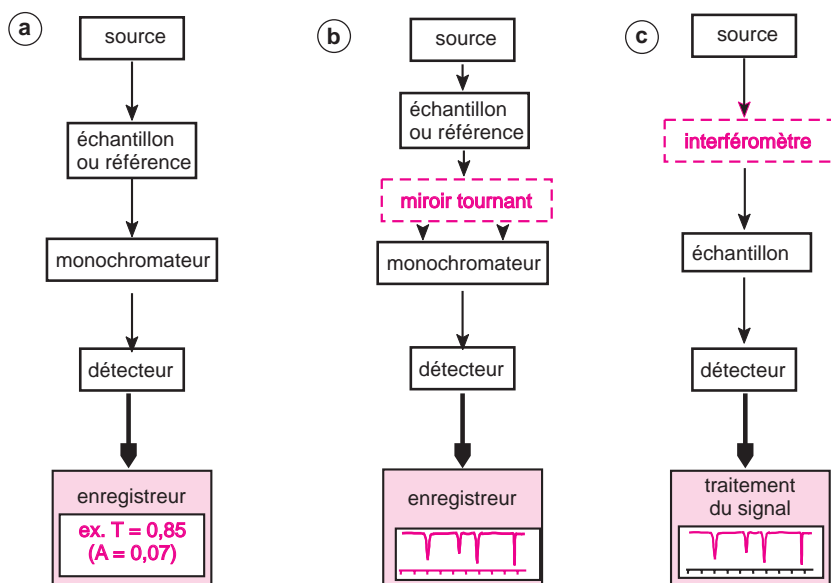 a
source
échantillon
ou référence
monochromateur
détecteur
enregistreur
ex. T = 0,85
(A = 0,07)
b
source
échantillon
ou référence
miroir tournant
monochromateur
détecteur
enregistreur
c
source
interféromètre
échantillon
détecteur
traitement
du signal